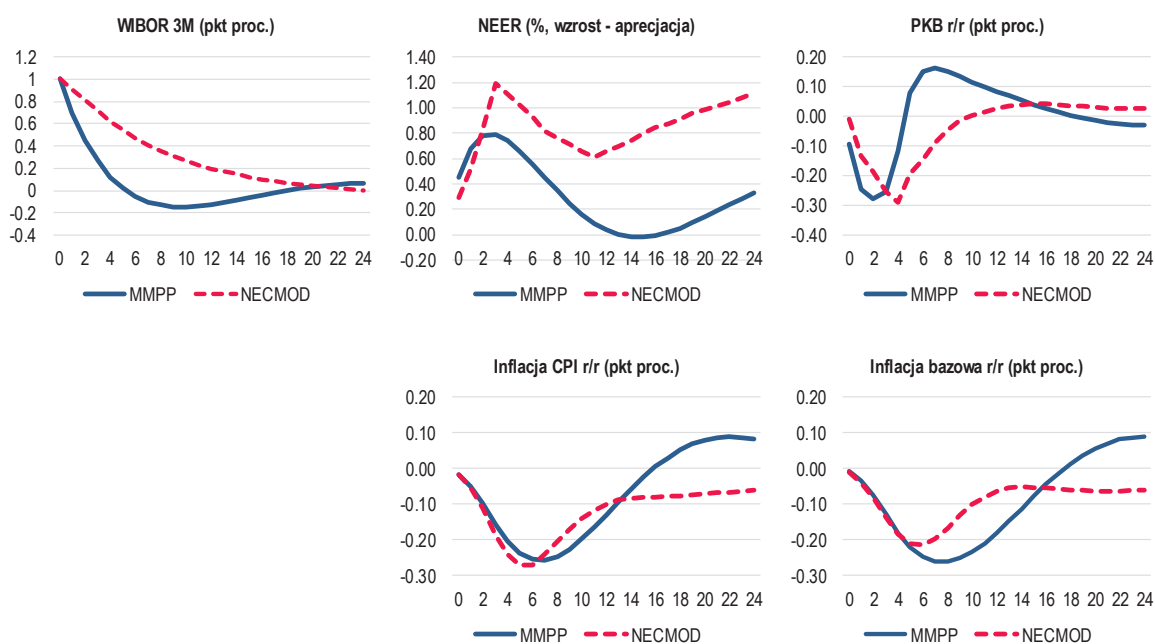 WIBOR 3M (pkt proc.)
1.2
1
0.8
0.6
0.4
0.2
0
-0.2
-0.4
0 2 4 6 8 10 12 14 16 18 20 22 24
MMPP NECMOD
NEER (%, wzrost - aprecjacja)
1.40
1.20
1.00
0.80
0.60
0.40
0.20
0.00
-0.20
0 2 4 6 8 10 12 14 16 18 20 22 24
MMPP NECMOD
PKB r/r (pkt proc.)
0.20
0.10
0.00
-0.10
-0.20
-0.30
-0.40
0 2 4 6 8 10 12 14 16 18 20 22 24
MMPP NECMOD
Inflacja CPI r/r (pkt proc.)
0.20
0.10
0.00
-0.10
-0.20
-0.30
0 2 4 6 8 10 12 14 16 18 20 22 24
MMPP NECMOD
Inflacja bazowa r/r (pkt proc.)
0.20
0.10
0.00
-0.10
-0.20
-0.30
0 2 4 6 8 10 12 14 16 18 20 22 24
MMPP NECMOD